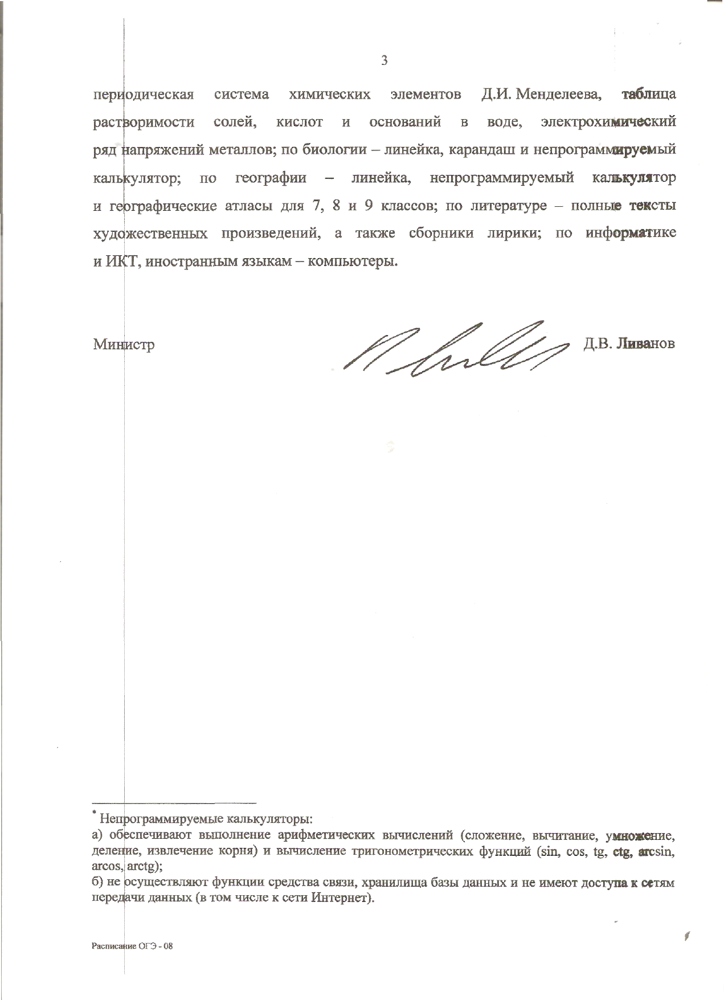 3
периодическая система химических элементов Д.И. Менделеева, таблица
растворимости солей, кислот и оснований в воде, электрохимический
ряд напряжений металлов; по биологии – линейка, карандаш и непрограммируемый
калькулятор; по географии – линейка, непрограммируемый калькулятор
и географические атласы для 7, 8 и 9 классов; по литературе – полные тексты
художественных произведений, а также сборники лирики; по информатике
и ИКТ, иностранным языкам – компьютеры.
Министр Д.В. Ливанов
* Непрограммируемые калькуляторы:
а) обеспечивают выполнение арифметических вычислений (сложение, вычитание, умножение,
деление, извлечение корня) и вычисление тригонометрических функций (sin, cos, tg, ctg, arcsin,
arcos, arctg);
б) не осуществляют функции средства связи, хранилища базы данных и не имеют доступа к сетям
передачи данных (в том числе к сети Интернет).
Расписание ОГЭ - 08